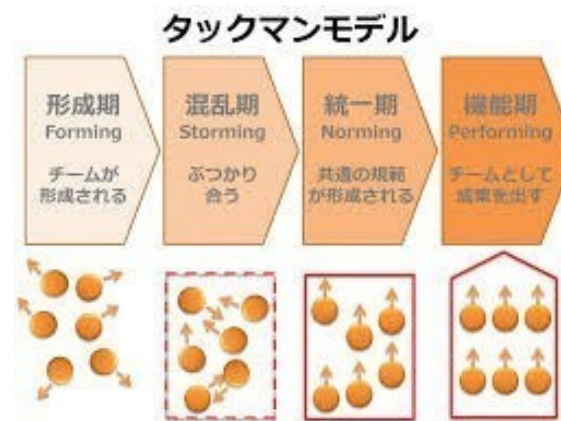 タックマンモデル
形成期
Forming
チームが
形成される
混乱期
Storming
ぶつかり
合う
統一期
Norming
共通の規範
が形成される
機能期
Performing
チームとして
成果を出す